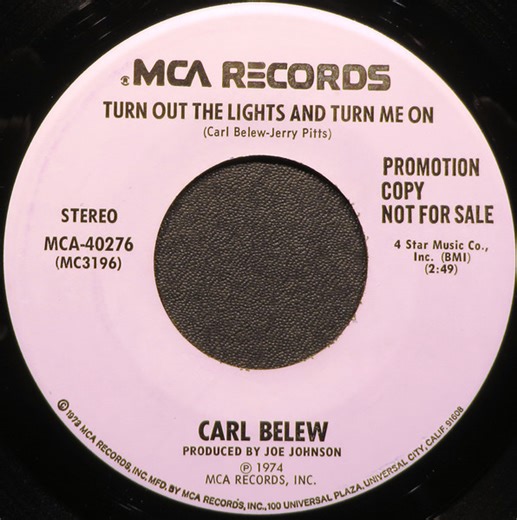 MCA RECORDS
TURN OUT THE LIGHTS AND TURN ME ON
(Carl Belew-Jerry Pitts)
PROMOTION
COPY
NOT FOR SALE
STEREO
MCA-40276
(MC3196)
4 Star Music Co.,
Inc. (BMI)
(2:49)
CARL BELEW
PRODUCED BY JOE JOHNSON
Ⓟ 1974
MCA RECORDS, INC.
© 1973 MCA RECORDS, INC. MFD. BY MCA RECORDS, INC., 100 UNIVERSAL PLAZA, UNIVERSAL CITY, CALIF. 91608